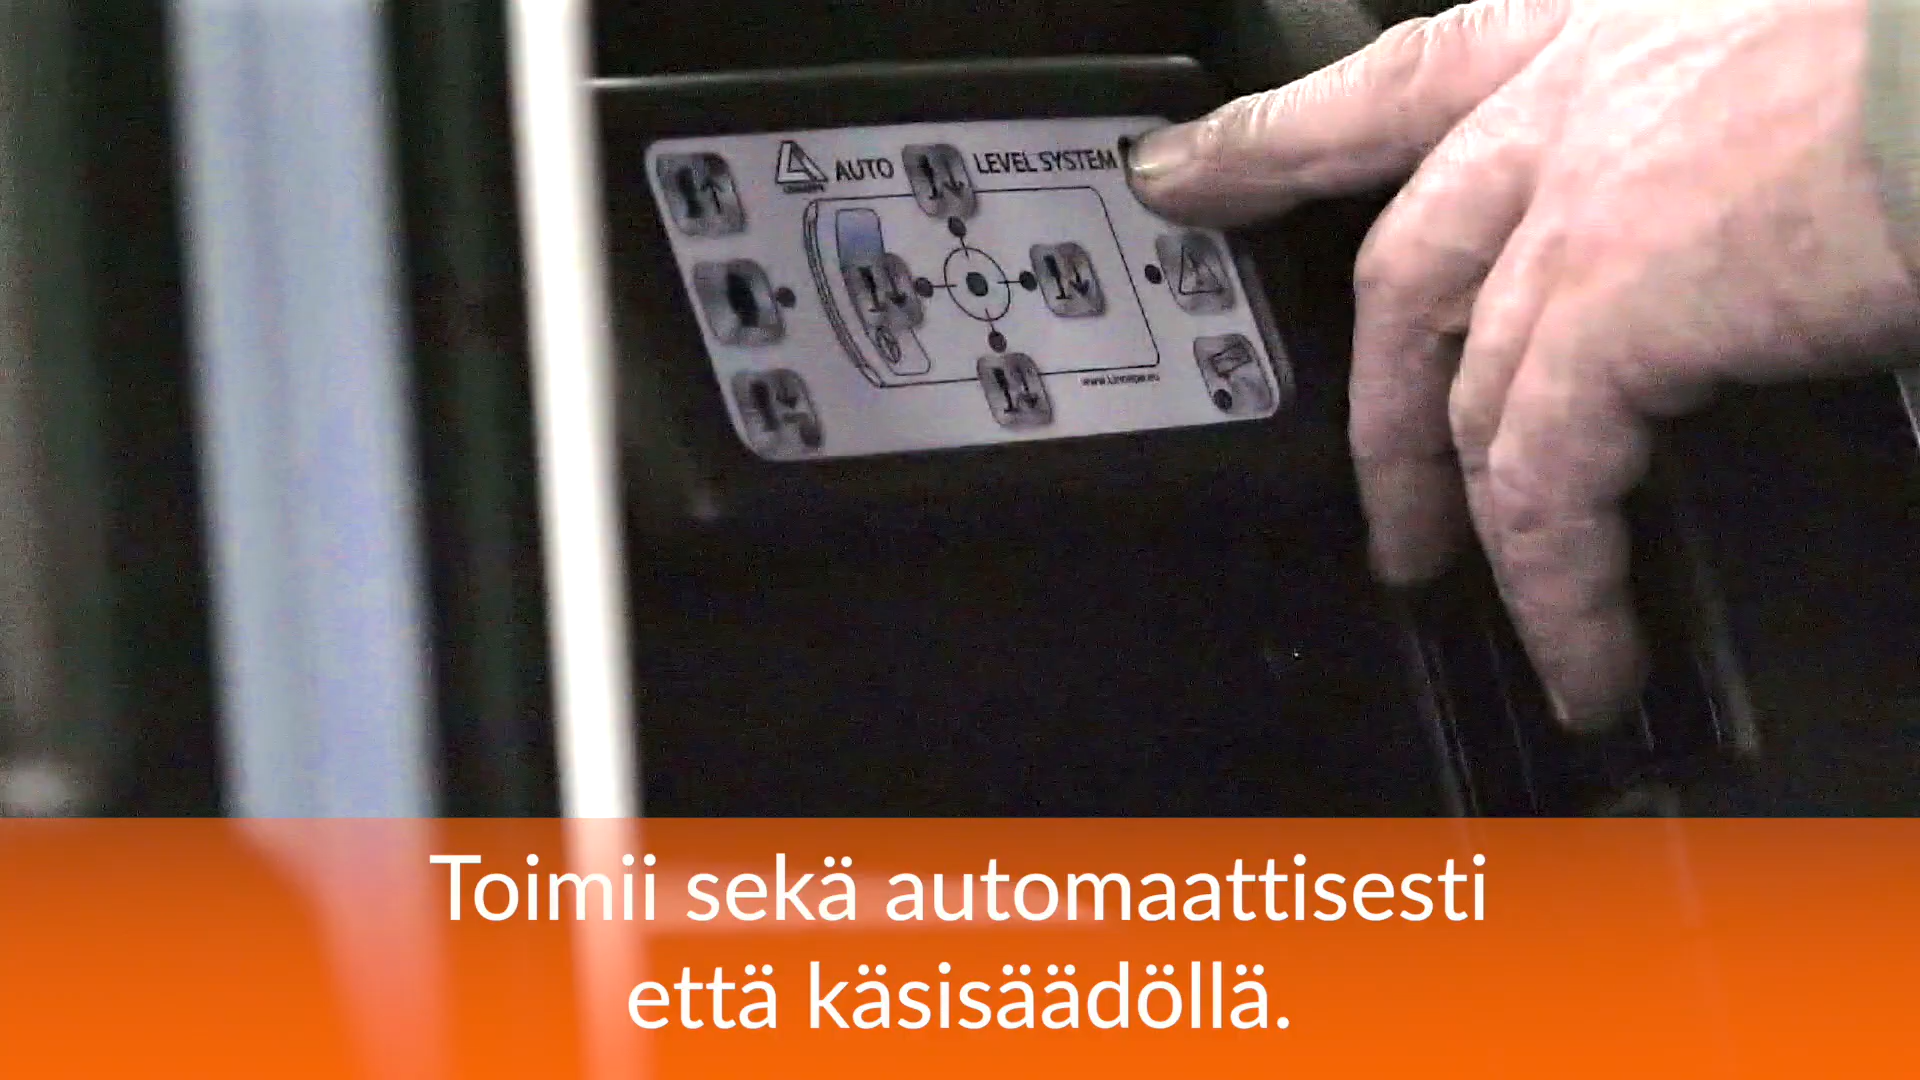 AUTO LEVEL SYSTEM
Toimii sekä automaattisesti
että käsisäädöllä.